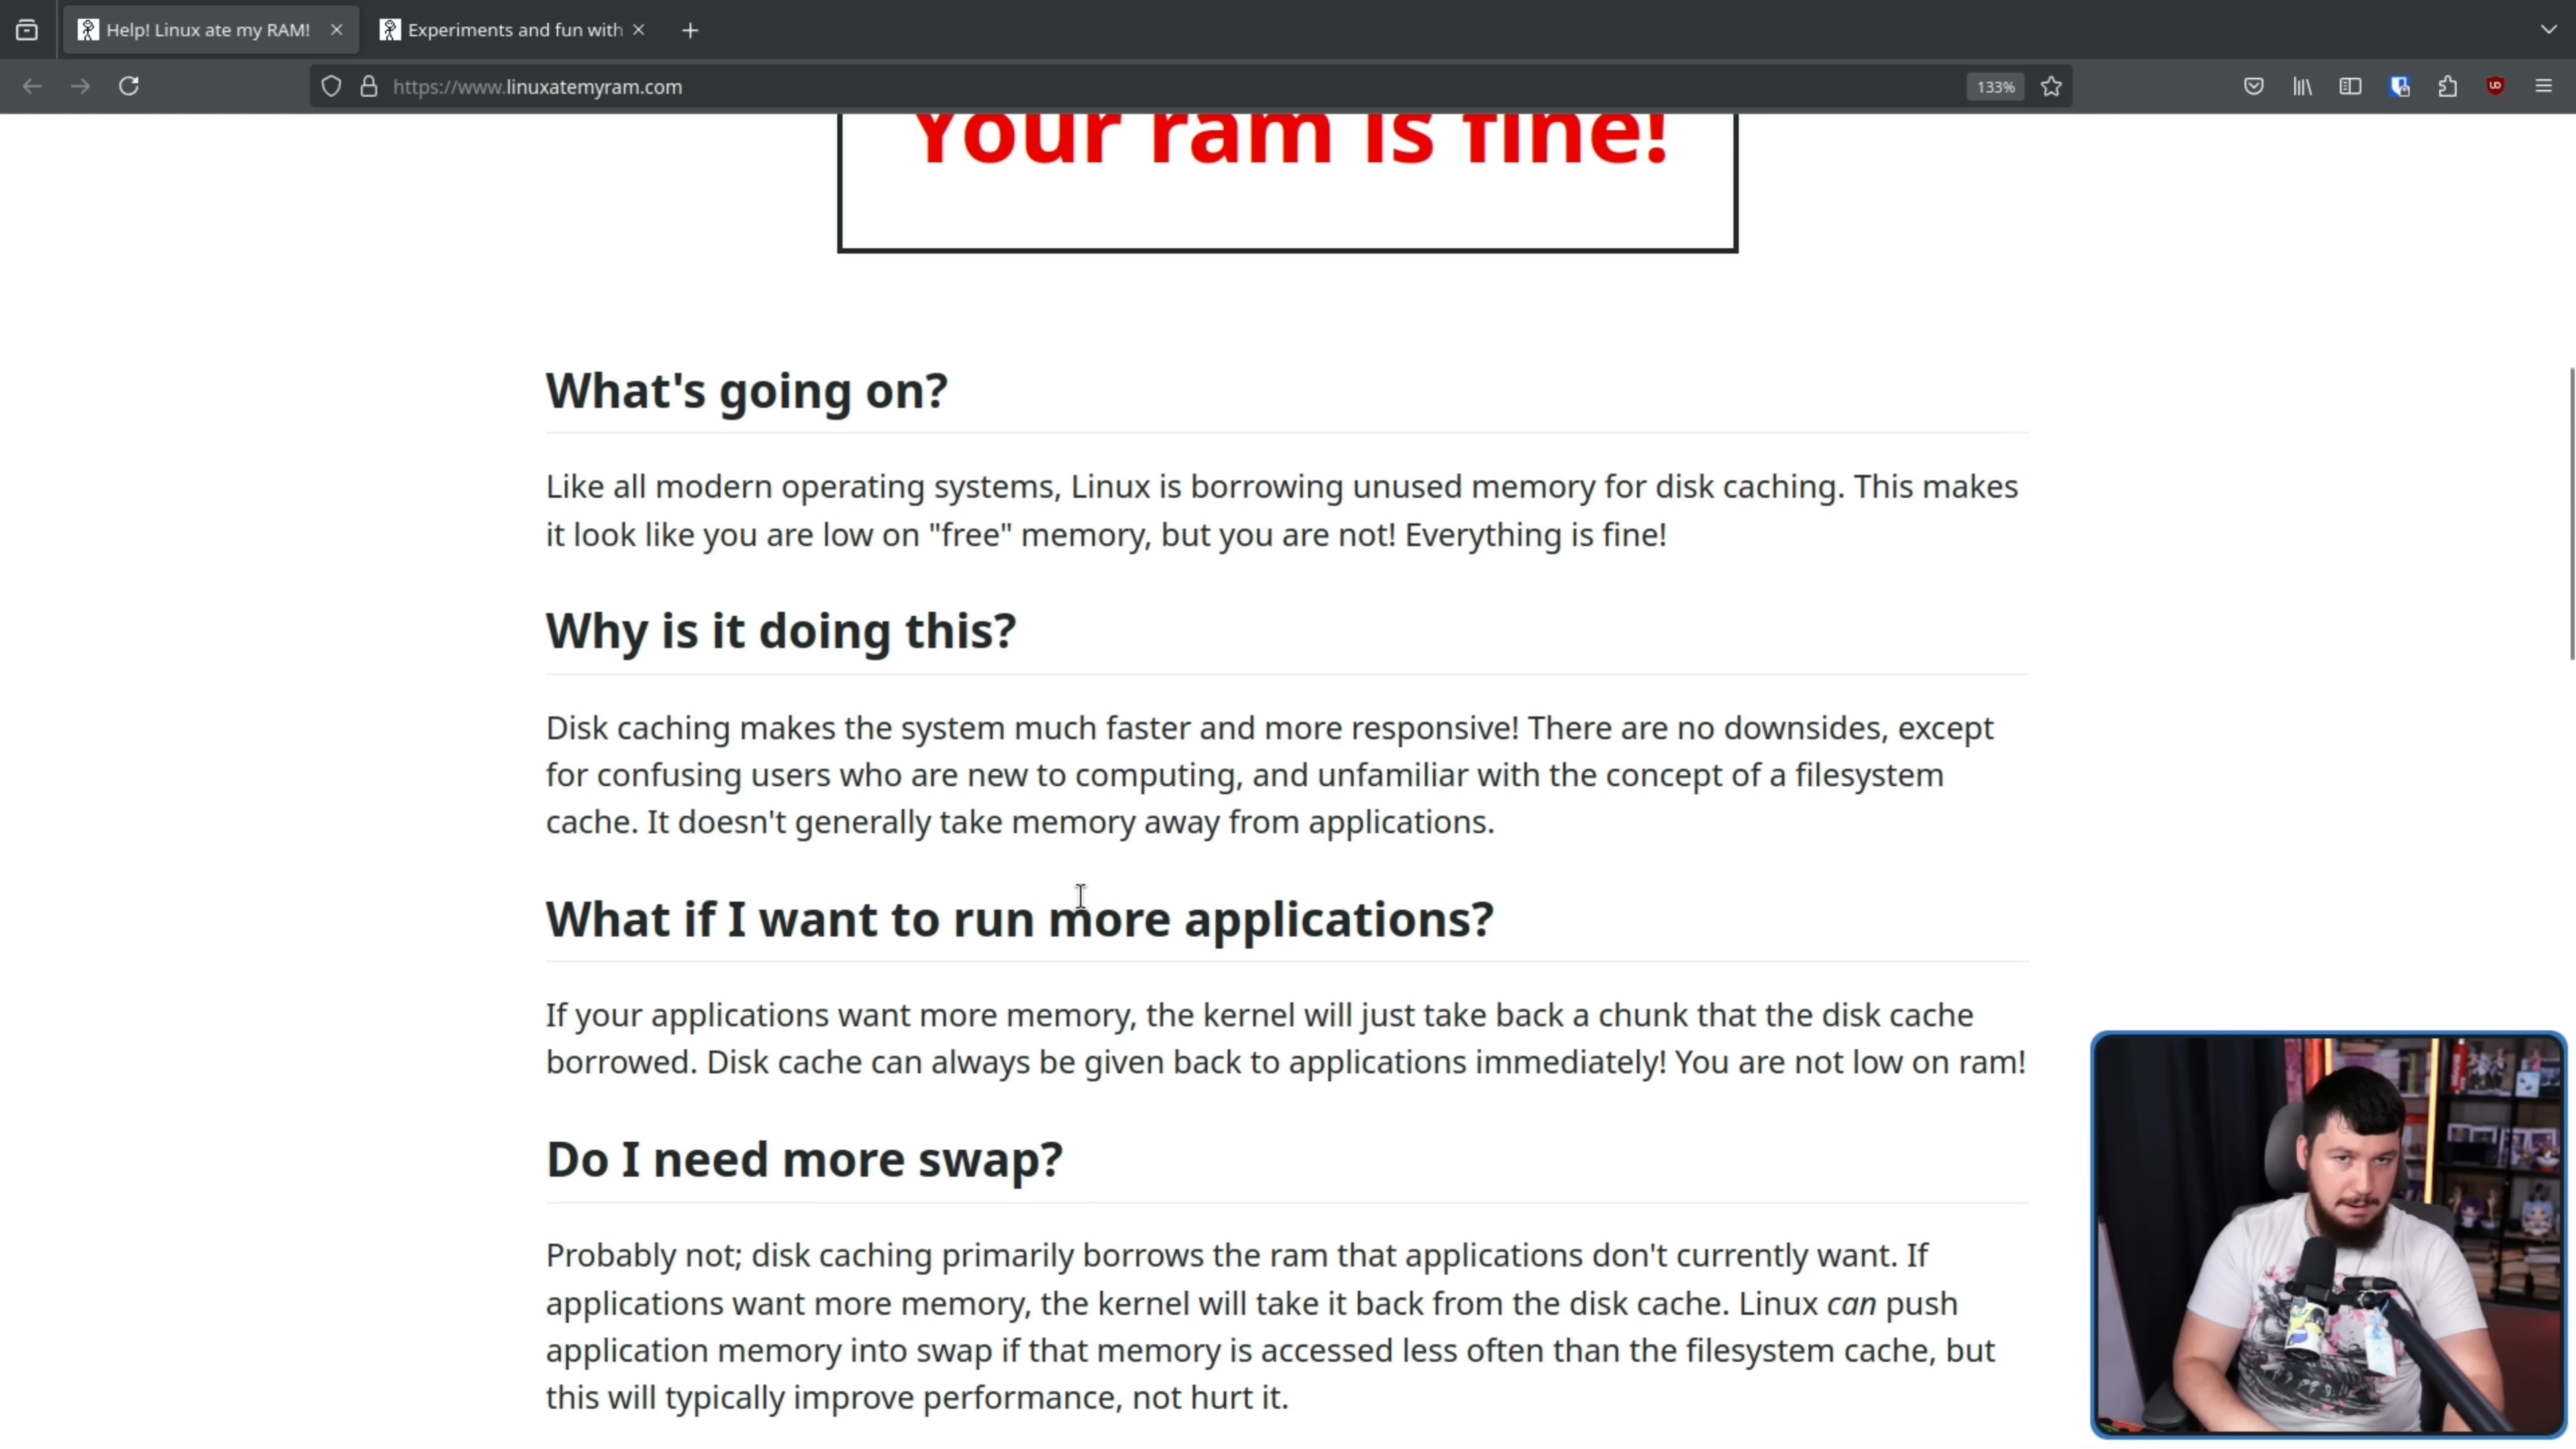 Help! Linux ate my RAM!
Experiments and fun with
https://www.linuxatemyram.com
133%
Your ram is fine!
What's going on?
Like all modern operating systems, Linux is borrowing unused memory for disk caching. This makes
it look like you are low on "free" memory, but you are not! Everything is fine!
Why is it doing this?
Disk caching makes the system much faster and more responsive! There are no downsides, except
for confusing users who are new to computing, and unfamiliar with the concept of a filesystem
cache. It doesn't generally take memory away from applications.
What if I want to run more applications?
If your applications want more memory, the kernel will just take back a chunk that the disk cache
borrowed. Disk cache can always be given back to applications immediately! You are not low on ram!
Do I need more swap?
Probably not; disk caching primarily borrows the ram that applications don't currently want. If
applications want more memory, the kernel will take it back from the disk cache. Linux can push
application memory into swap if that memory is accessed less often than the filesystem cache, but
this will typically improve performance, not hurt it.